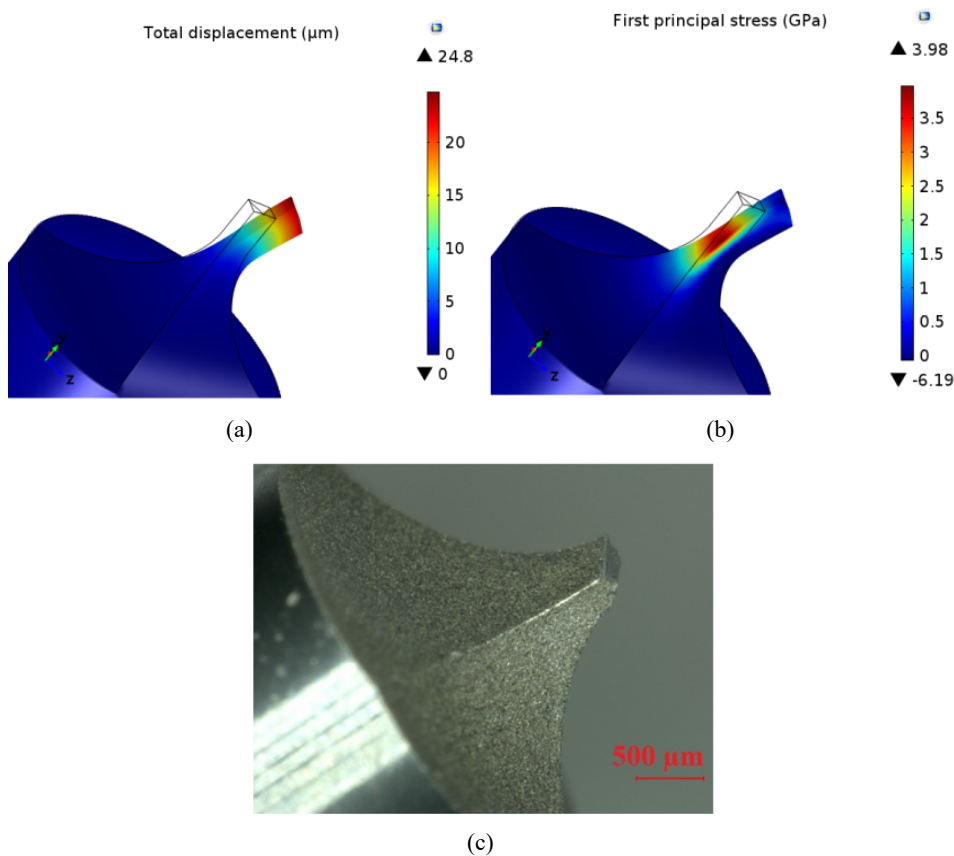 Total displacement (µm)
▲ 24.8
20
15
10
5
0
▼ 0
y
z
(a)
First principal stress (GPa)
▲ 3.98
3.5
3
2.5
2
1.5
1
0.5
0
▼ -6.19
y
z
(b)
500 µm
(c)